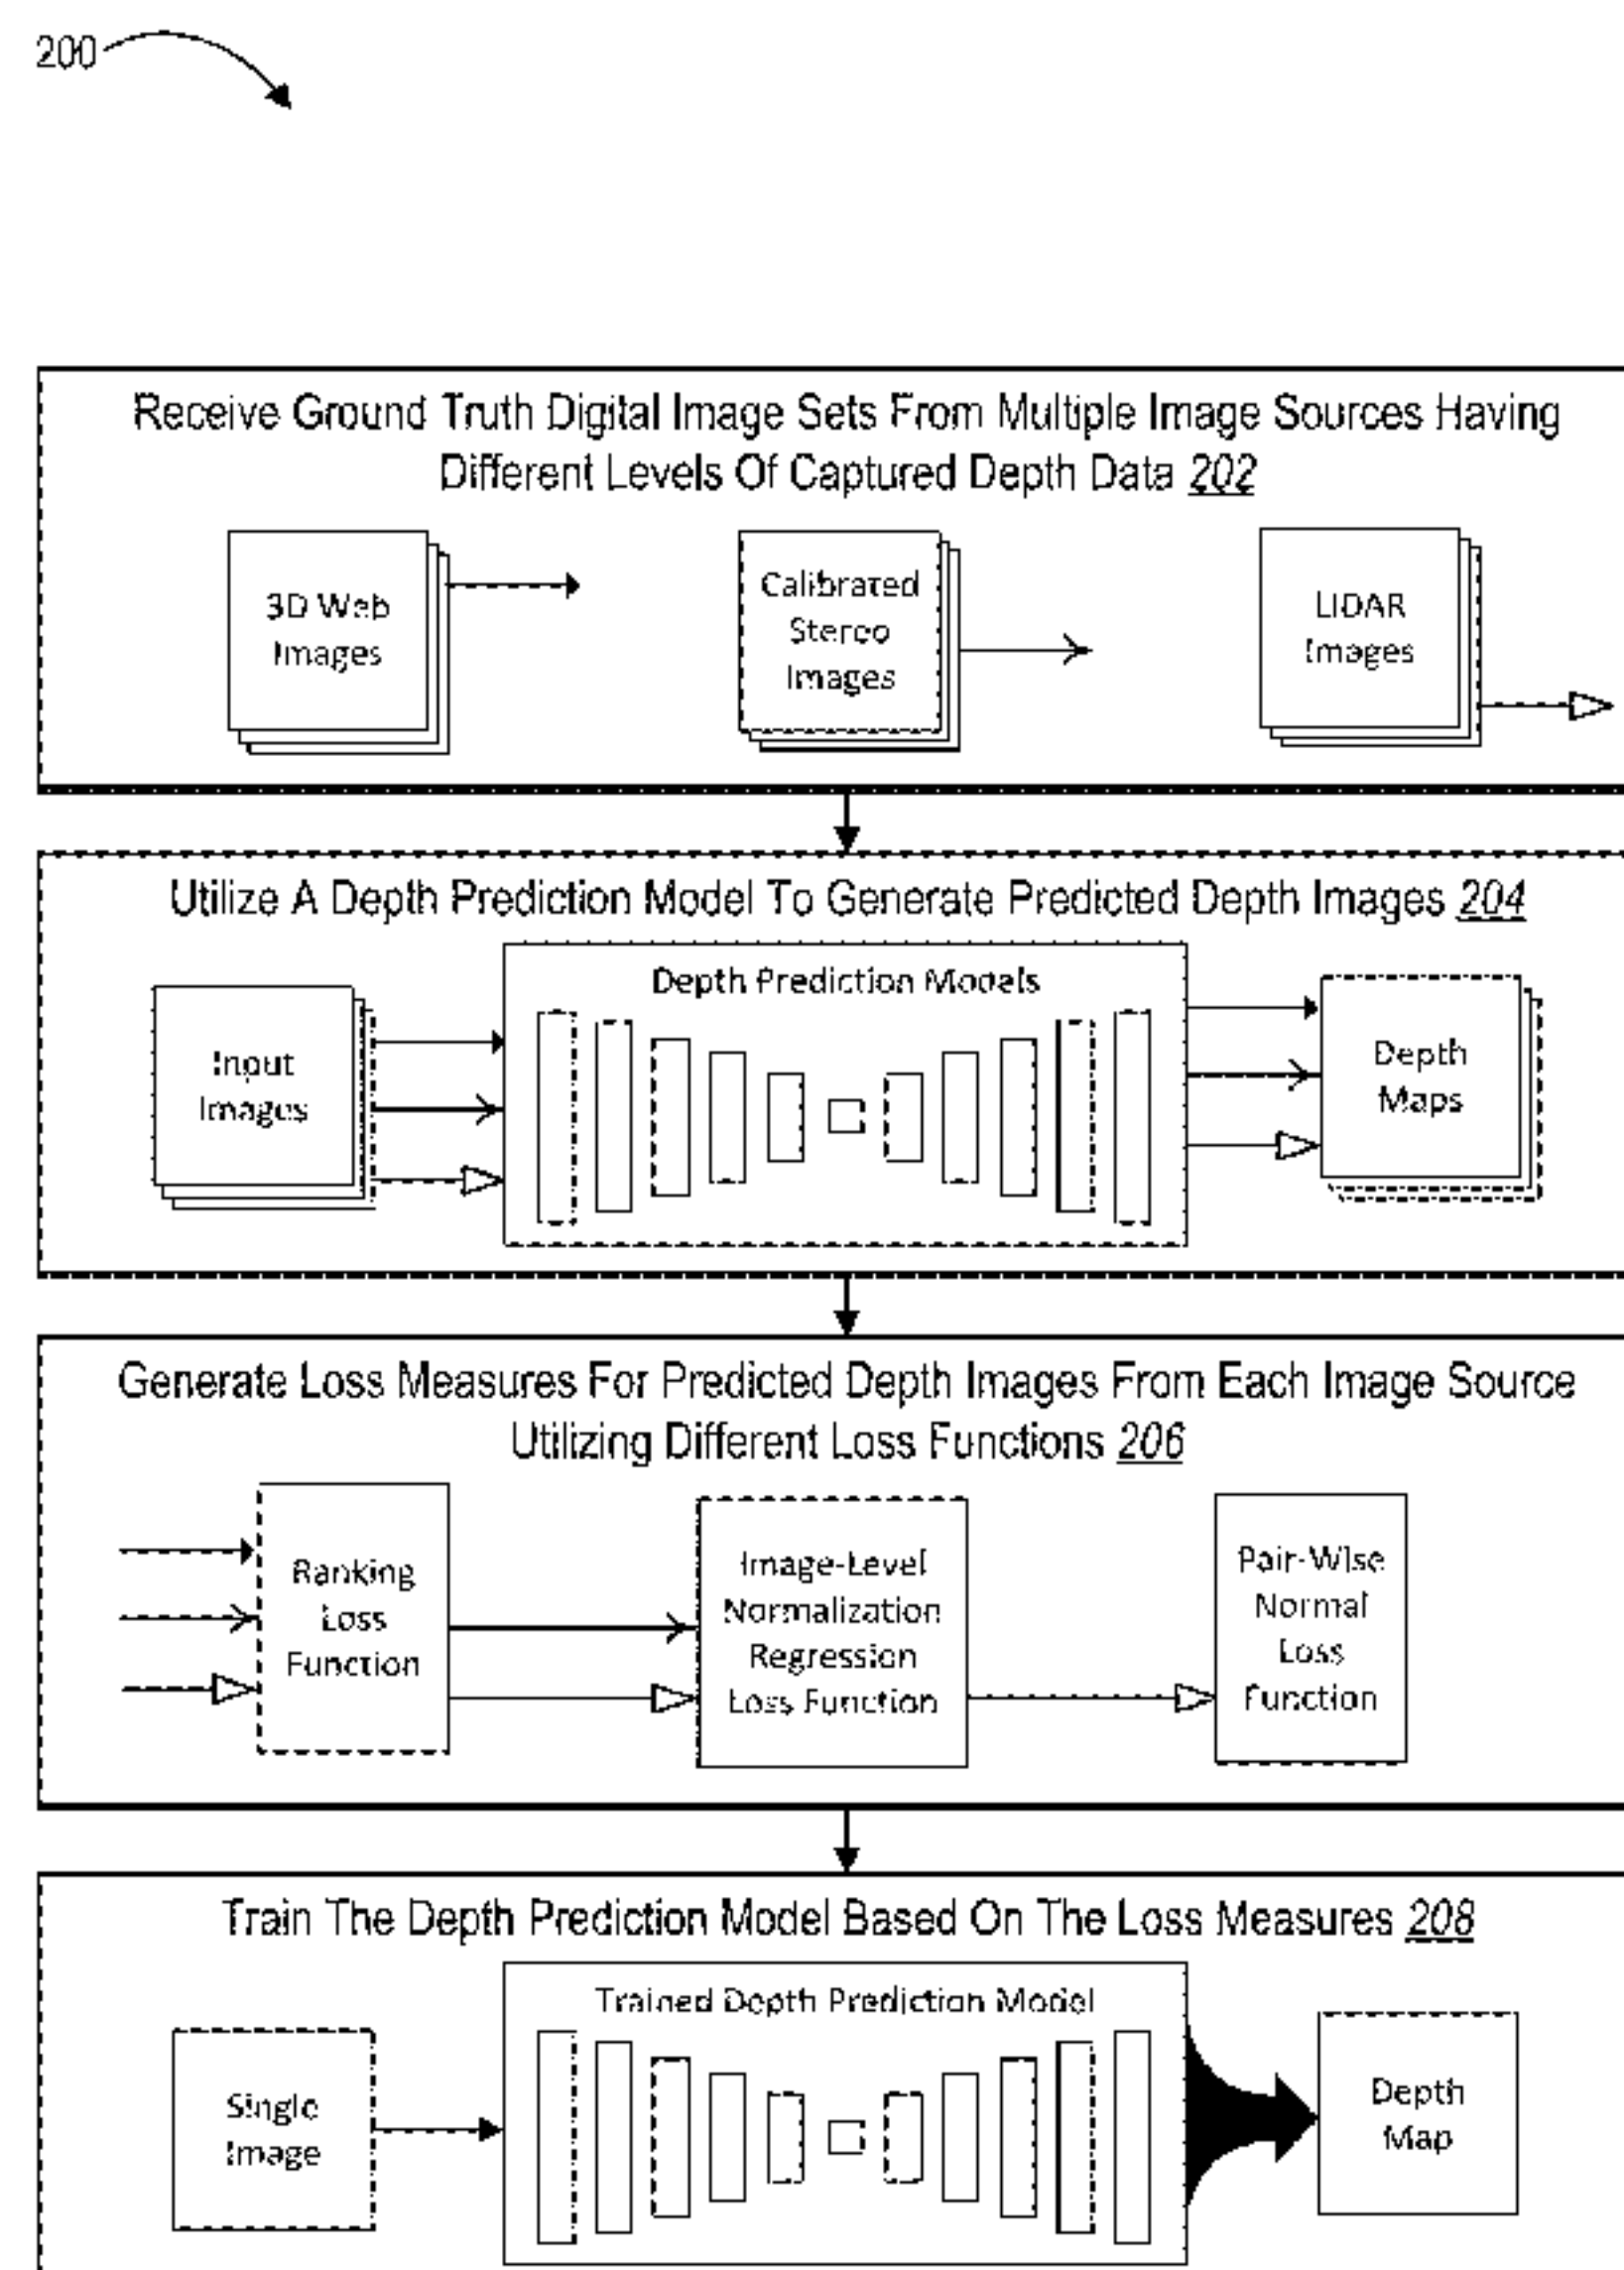 200
Receive Ground Truth Digital Image Sets From Multiple Image Sources Having
Different Levels Of Captured Depth Data 202
3D Web
Images
Calibrated
Stereo
Images
LIDAR
Images
Utilize A Depth Prediction Model To Generate Predicted Depth Images 204
Depth Prediction Models
Input
Images
Depth
Maps
Generate Loss Measures For Predicted Depth Images From Each Image Source
Utilizing Different Loss Functions 206
Ranking
Loss
Function
Image-Level
Normalization
Regression
Loss Function
Pair-Wise
Normal
Loss
Function
Train The Depth Prediction Model Based On The Loss Measures 208
Trained Depth Prediction Model
Single
Image
Depth
Map